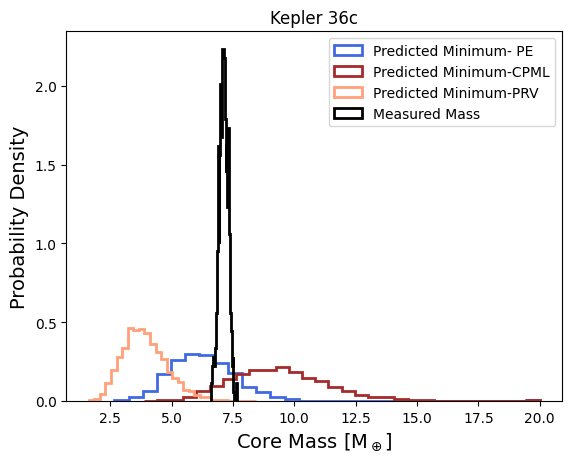 Kepler 36c
Predicted Minimum- PE
Predicted Minimum-CPML
Predicted Minimum-PRV
Measured Mass
Probability Density
2.0
1.5
1.0
0.5
0.0
2.5 5.0 7.5 10.0 12.5 15.0 17.5 20.0
Core Mass [M⊕]